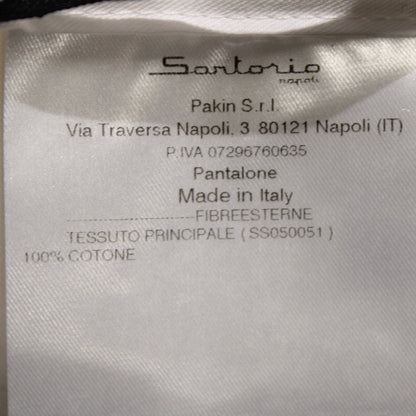 Sartorio
napoli
Pakin S.r.l.
Via Traversa Napoli, 3 80121 Napoli (IT)
P.IVA 07296760635
Pantalone
Made in Italy
--------------------------------FIBREESTERNE
TESSUTO PRINCIPALE ( SS050051 )
100% COTONE